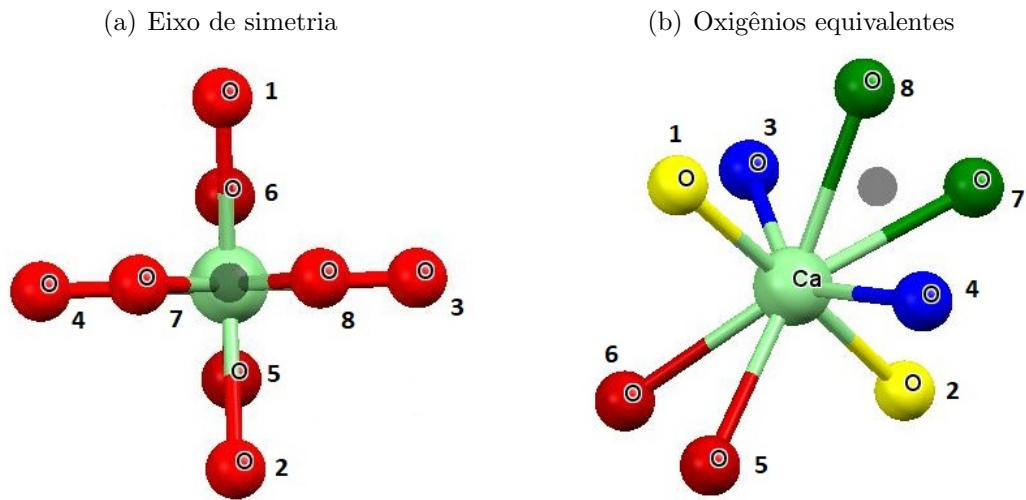 (a) Eixo de simetria
O 1
O 6
O 4
O 7
O 8
O 3
O 5
O 2
(b) Oxigênios equivalentes
O 8
O 1
O 3
O 7
Ca
O 4
O 6
O 2
O 5